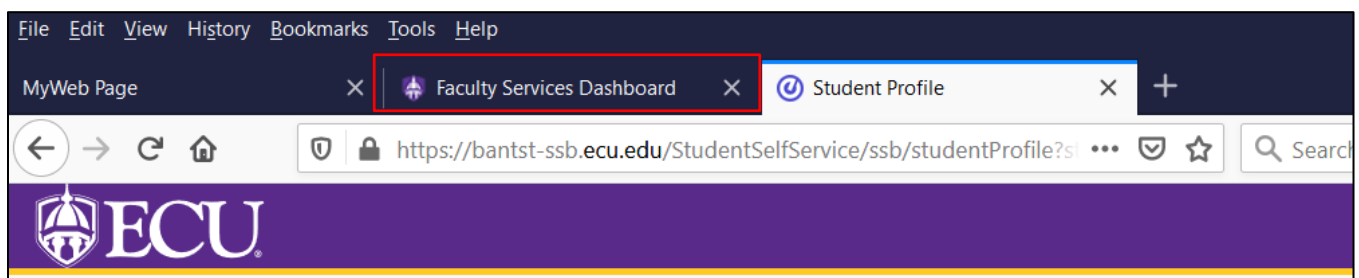 File Edit View History Bookmarks Tools Help
MyWeb Page Faculty Services Dashboard Student Profile
https://bantst-ssb.ecu.edu/StudentSelfService/ssb/studentProfile?s Search
ECU